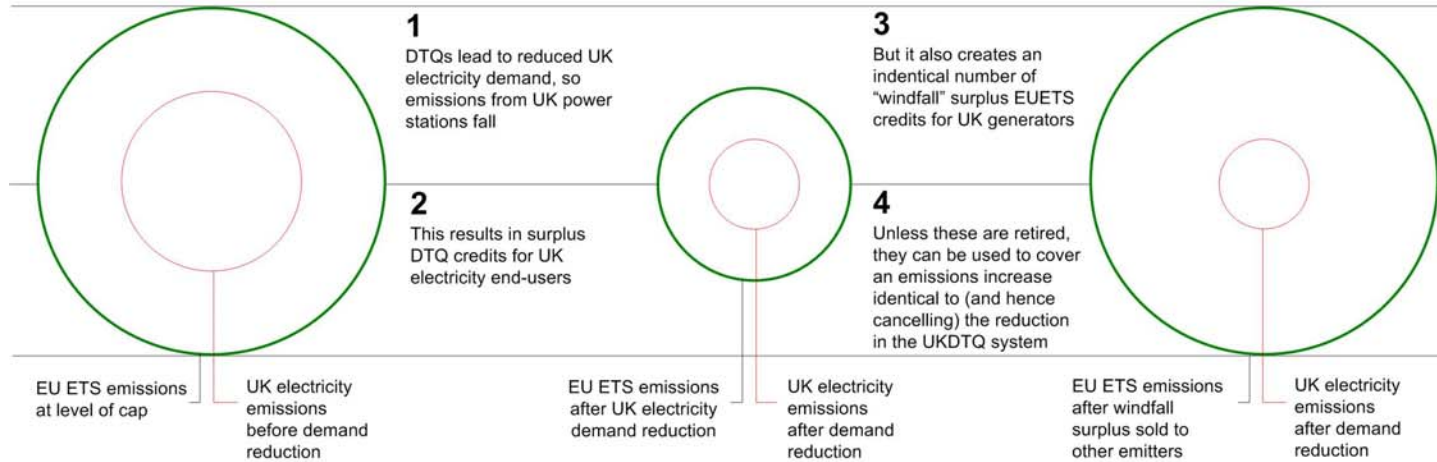 1
DTQs lead to reduced UK
electricity demand, so
emissions from UK power
stations fall
2
This results in surplus
DTQ credits for UK
electricity end-users
3
But it also creates an
indentical number of
“windfall” surplus EUETS
credits for UK generators
4
Unless these are retired,
they can be used to cover
an emissions increase
identical to (and hence
cancelling) the reduction
in the UKDTQ system
EU ETS emissions
at level of cap
UK electricity
emissions
before demand
reduction
EU ETS emissions
after UK electricity
demand reduction
UK electricity
emissions
after demand
reduction
EU ETS emissions
after windfall
surplus sold to
other emitters
UK electricity
emissions
after demand
reduction